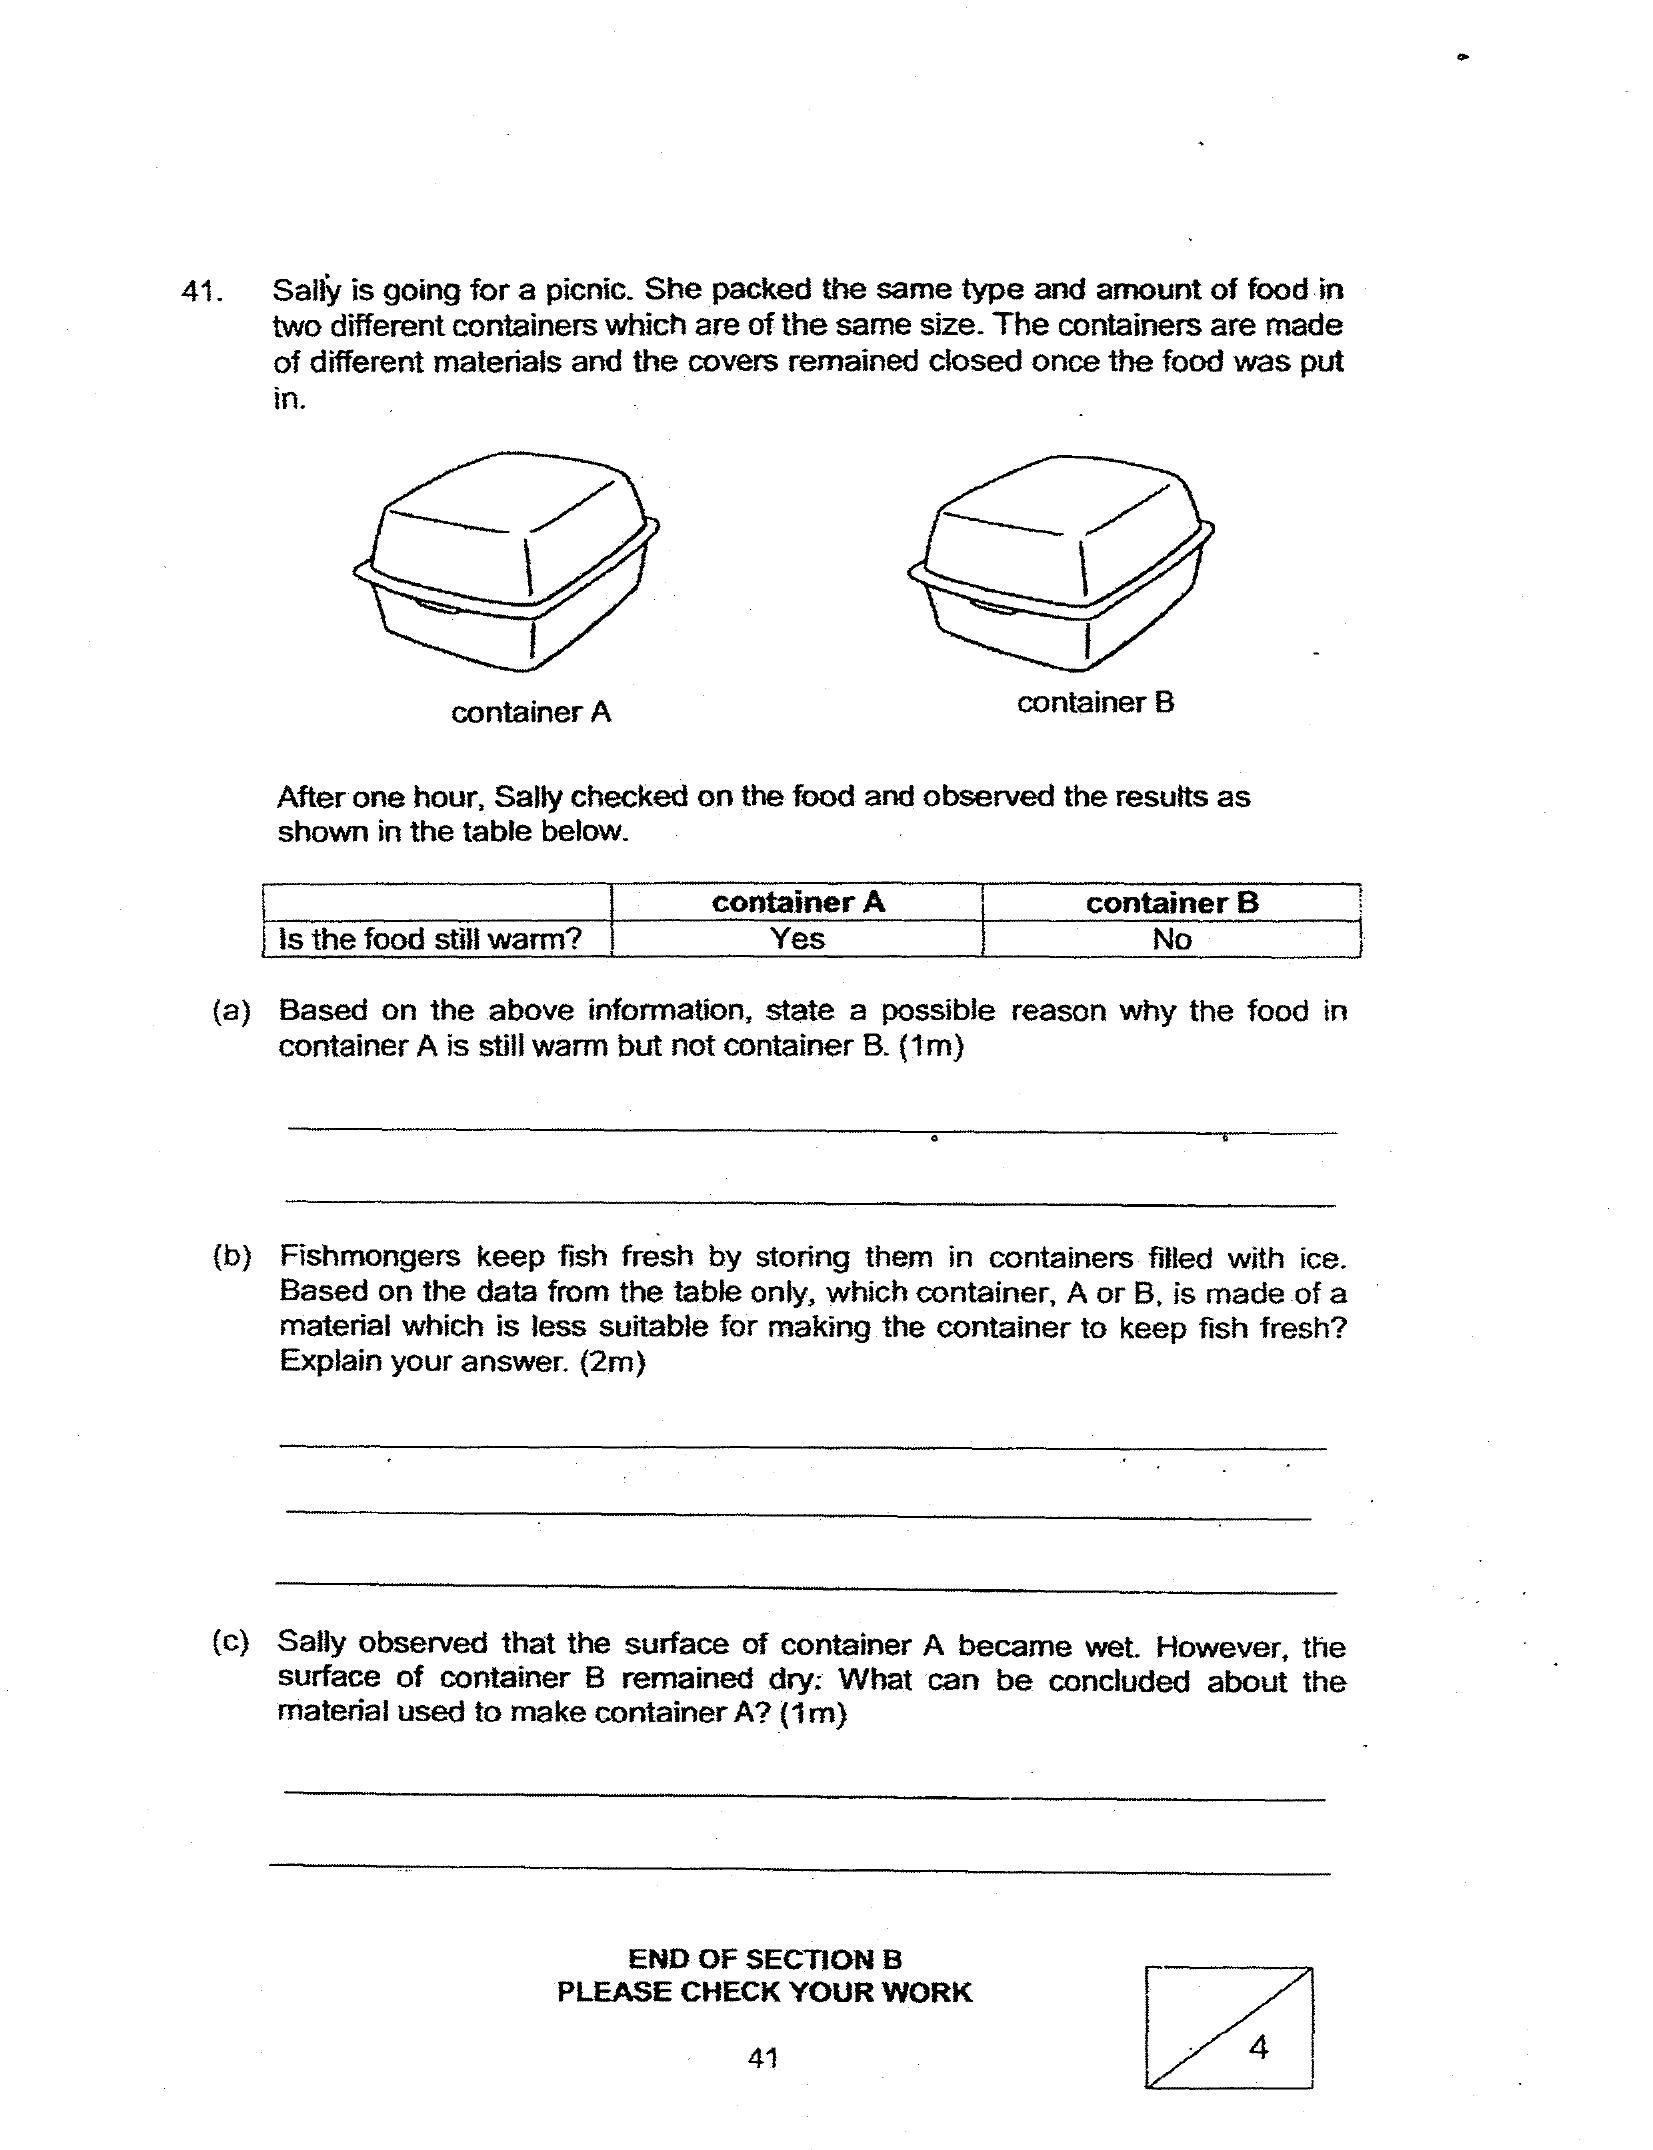 41. Sally is going for a picnic. She packed the same type and amount of food in
two different containers which are of the same size. The containers are made
of different materials and the covers remained closed once the food was put
in.
container A
container B
After one hour, Sally checked on the food and observed the results as
shown in the table below.
container A container B
Is the food still warm? Yes No
(a) Based on the above information, state a possible reason why the food in
container A is still warm but not container B. (1m)
(b) Fishmongers keep fish fresh by storing them in containers filled with ice.
Based on the data from the table only, which container, A or B, is made of a
material which is less suitable for making the container to keep fish fresh?
Explain your answer. (2m)
(c) Sally observed that the surface of container A became wet. However, the
surface of container B remained dry: What can be concluded about the
material used to make container A? (1m)
END OF SECTION B
PLEASE CHECK YOUR WORK
4
41